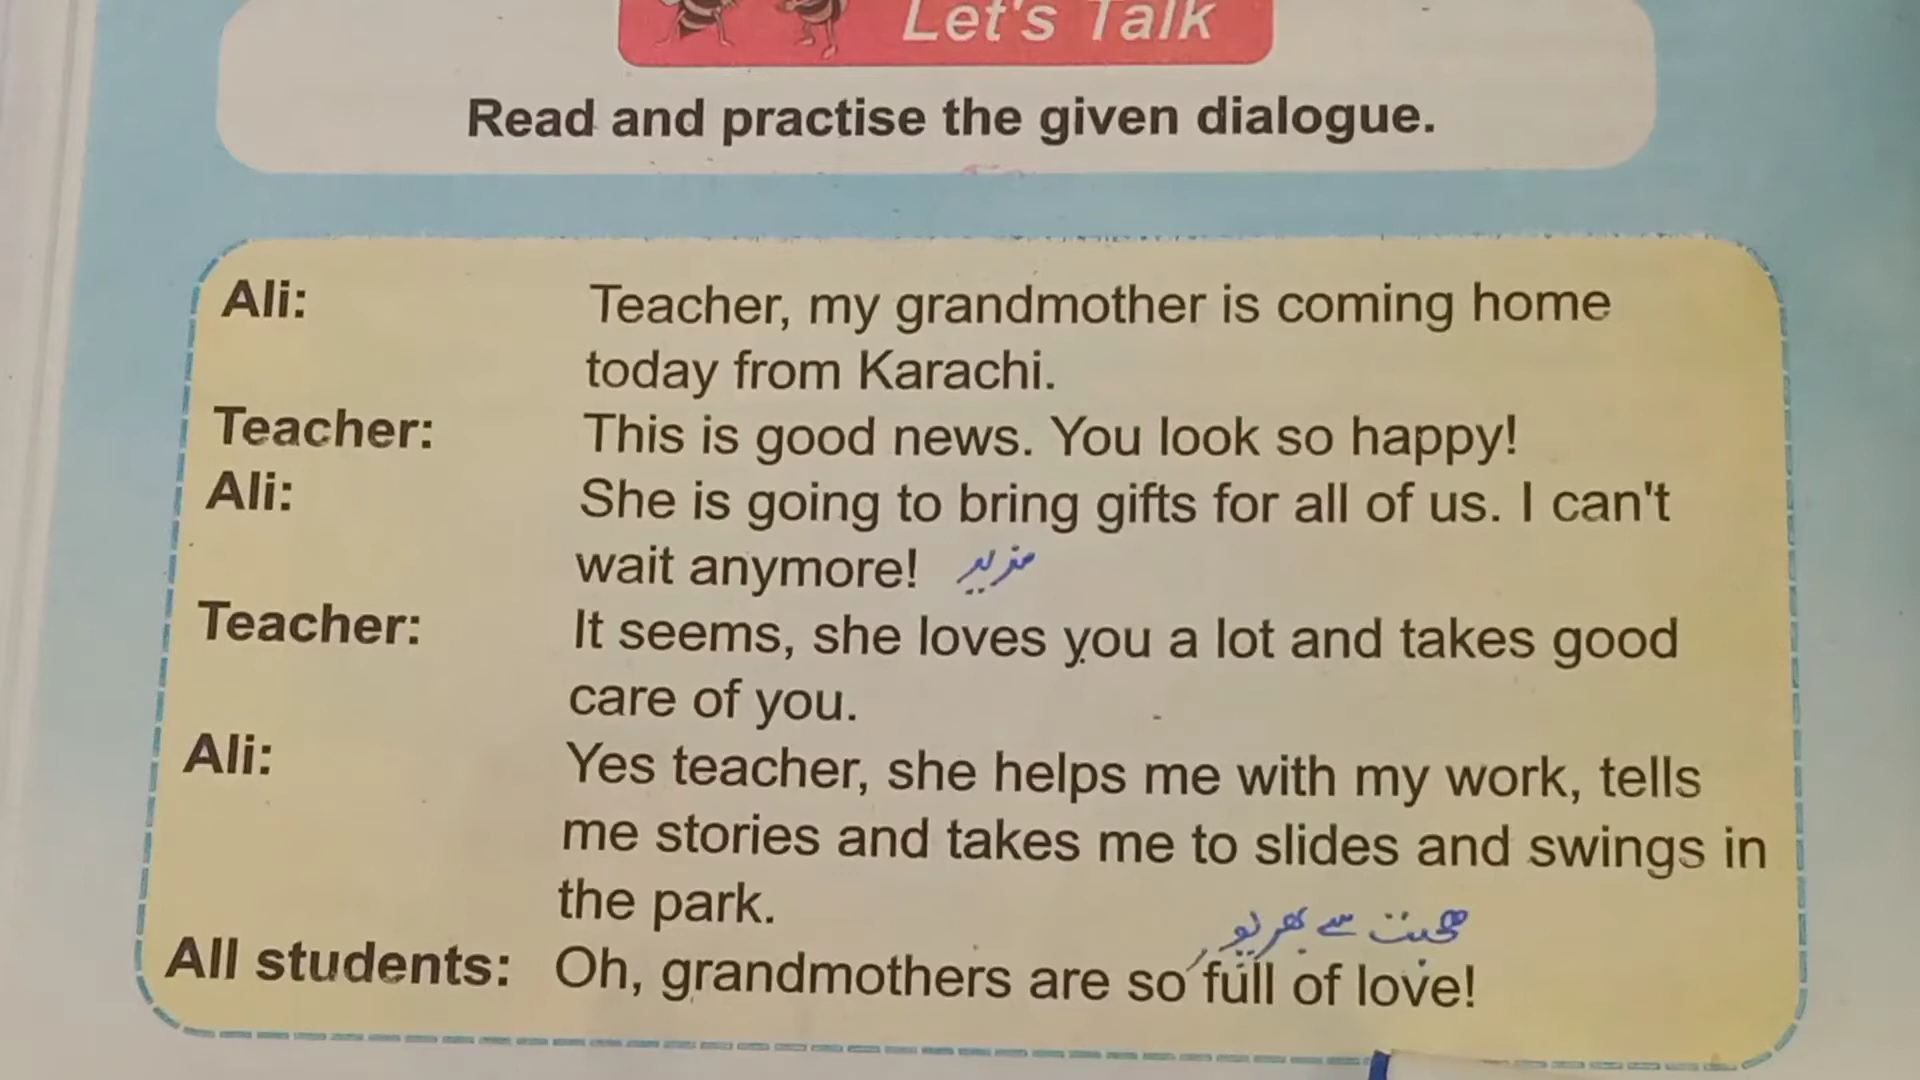 Let's Talk
Read and practise the given dialogue.
Ali: Teacher, my grandmother is coming home
today from Karachi.
Teacher: This is good news. You look so happy!
Ali: She is going to bring gifts for all of us. I can't
wait anymore! مزید
Teacher: It seems, she loves you a lot and takes good
care of you.
Ali: Yes teacher, she helps me with my work, tells
me stories and takes me to slides and swings in
the park.
محبت سے بھرپور
All students: Oh, grandmothers are so full of love!